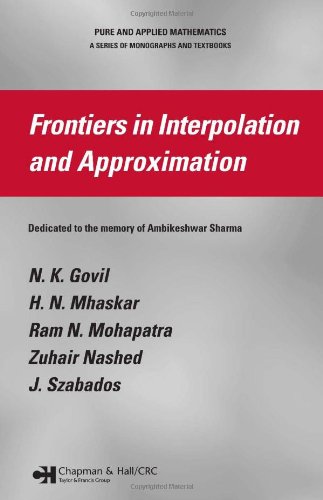 PURE AND APPLIED MATHEMATICS
A SERIES OF MONOGRAPHS AND TEXTBOOKS
Frontiers in Interpolation
and Approximation
Dedicated to the memory of Ambikeshwar Sharma
N. K. Govil
H. N. Mhaskar
Ram N. Mohapatra
Zuhair Nashed
J. Szabados
Chapman & Hall/CRC
Taylor & Francis Group